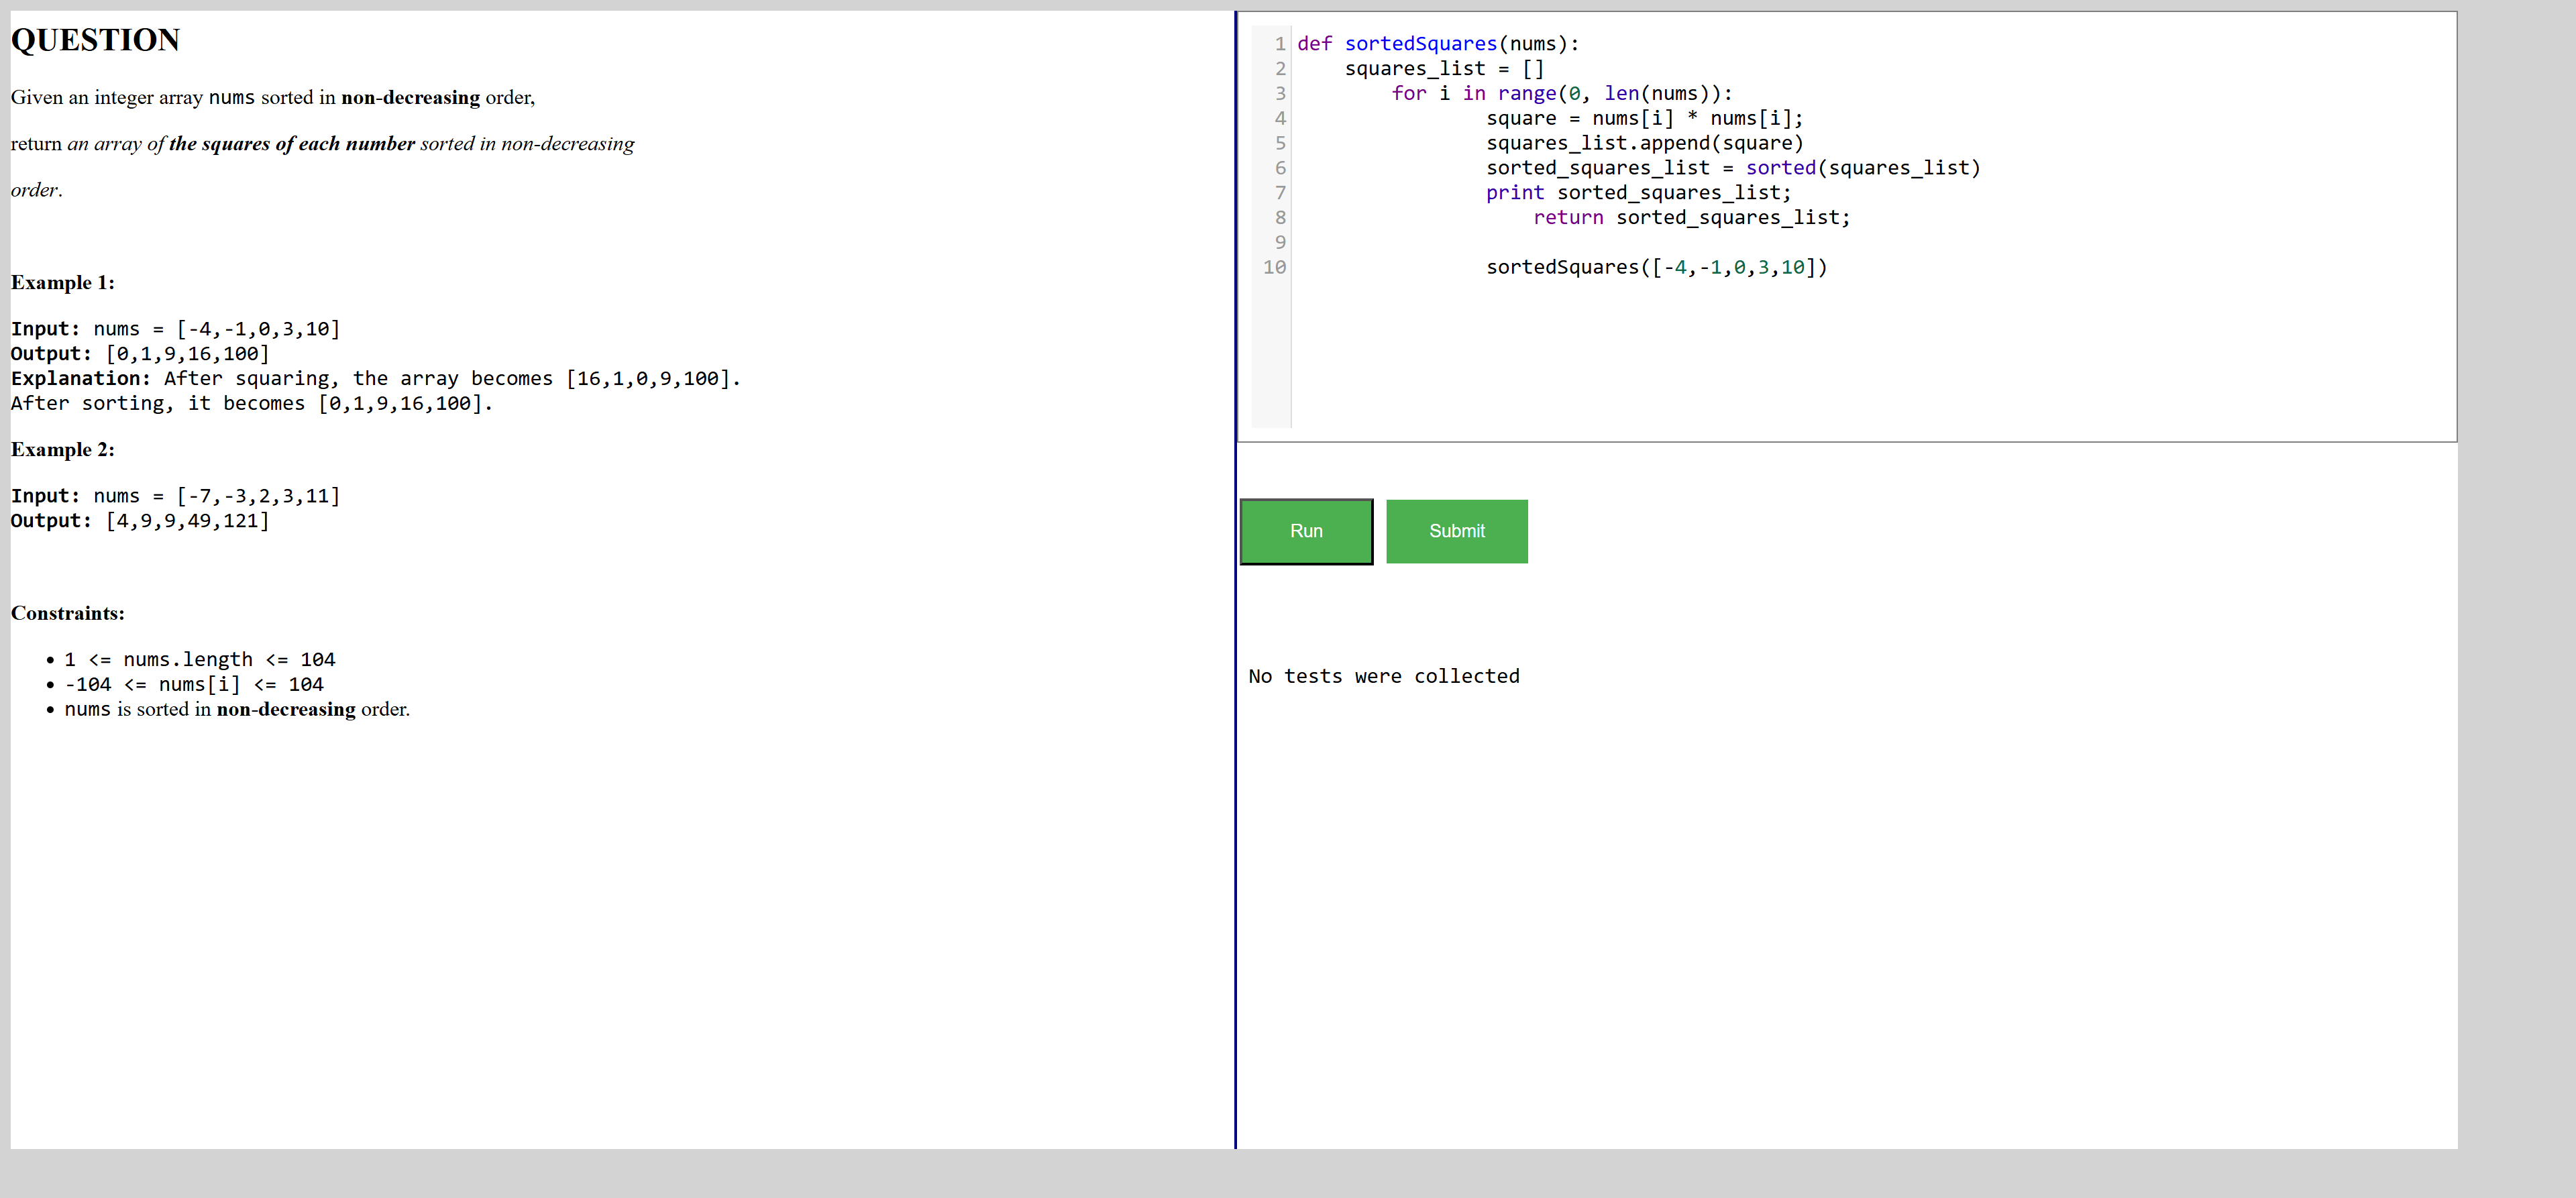 QUESTION
Given an integer array nums sorted in non-decreasing order,
return an array of the squares of each number sorted in non-decreasing
order.
Example 1:
Input: nums = [-4,-1,0,3,10]
Output: [0,1,9,16,100]
Explanation: After squaring, the array becomes [16,1,0,9,100].
After sorting, it becomes [0,1,9,16,100].
Example 2:
Input: nums = [-7,-3,2,3,11]
Output: [4,9,9,49,121]
Constraints:
• 1 <= nums.length <= 104
• -104 <= nums[i] <= 104
• nums is sorted in non-decreasing order.
1 def sortedSquares(nums):
2     squares_list = []
3         for i in range(0, len(nums)):
4                 square = nums[i] * nums[i];
5                 squares_list.append(square)
6                 sorted_squares_list = sorted(squares_list)
7                 print sorted_squares_list;
8                     return sorted_squares_list;
9
10                 sortedSquares([-4,-1,0,3,10])
Run Submit
No tests were collected